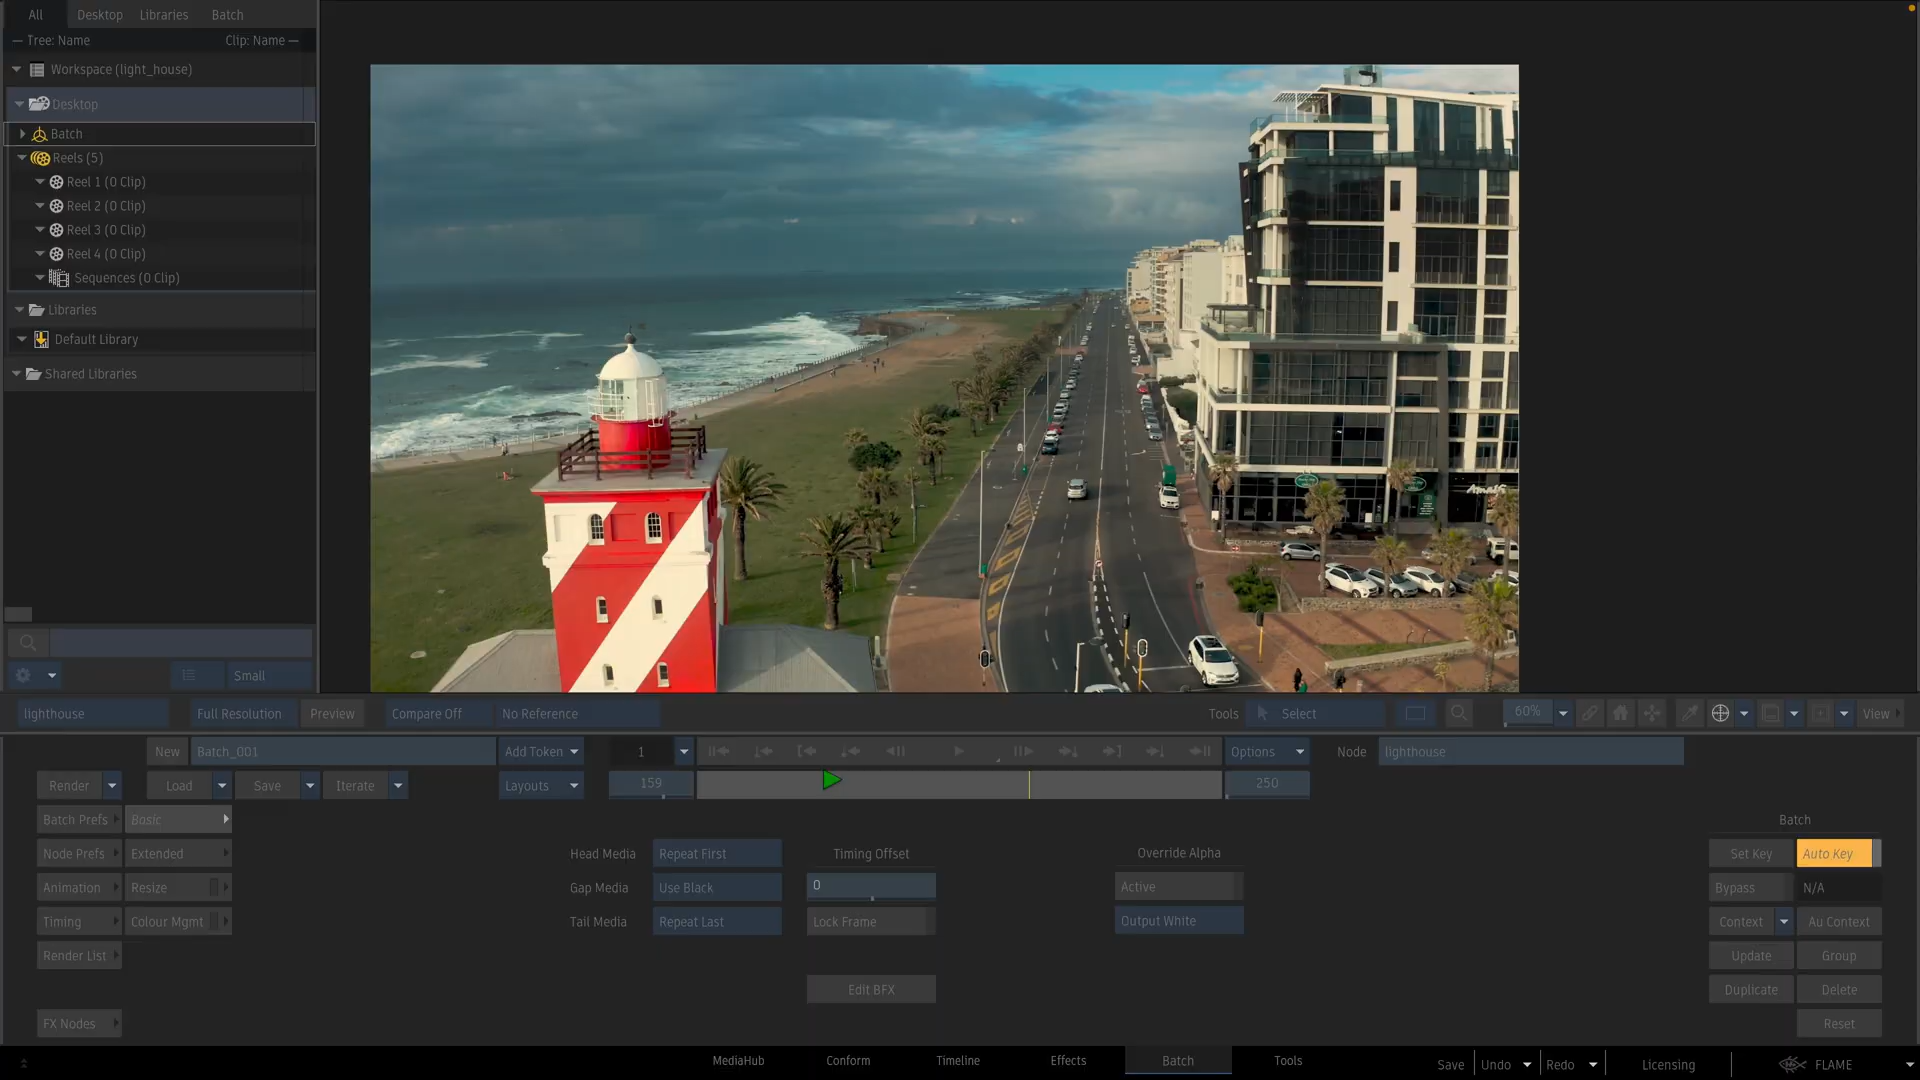 All Desktop Libraries Batch
Tree: Name Clip: Name
Workspace (light_house)
Desktop
Batch
Reels (5)
Reel 1 (0 Clip)
Reel 2 (0 Clip)
Reel 3 (0 Clip)
Reel 4 (0 Clip)
Sequences (0 Clip)
Libraries
Default Library
Shared Libraries
Small
lighthouse Full Resolution Preview Compare Off No Reference Tools Select 60% View
New Batch_001 Add Token 1 Options Node lighthouse
Render Load Save Iterate Layouts 159 250
Batch Prefs Basic Batch
Node Prefs Extended Head Media Repeat First Timing Offset Override Alpha Set Key Auto Key
Animation Resize Gap Media Use Black 0 Active Bypass N/A
Timing Colour Mgmt Tail Media Repeat Last Lock Frame Output White Context Au Context
Render List Update Group
Edit BFX Duplicate Delete
FX Nodes Reset
MediaHub Conform Timeline Effects Batch Tools Save Undo Redo Licensing FLAME